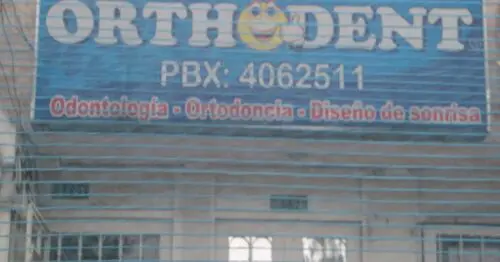 ORTHODENT
PBX: 4062511
Odontología - Ortodoncia - Diseño de sonrisa